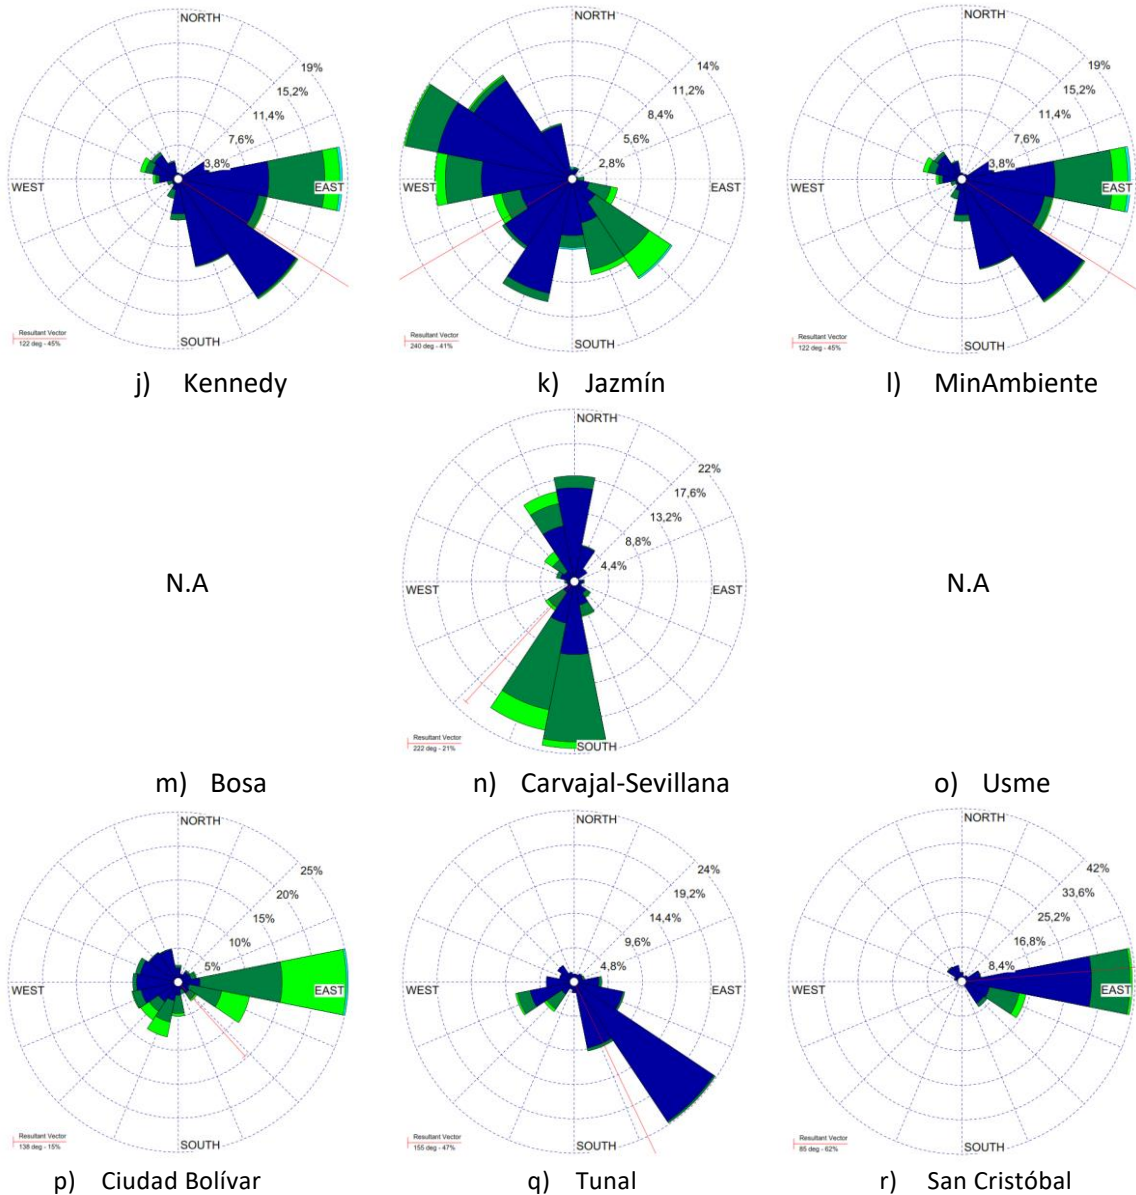 NORTH
19%
15,2%
11,4%
7,6%
3,8%
WEST
EAST
SOUTH
Resultant Vector
122 deg - 45%
j) Kennedy
NORTH
14%
11,2%
8,4%
5,6%
2,8%
WEST
EAST
SOUTH
Resultant Vector
240 deg - 41%
k) Jazmín
NORTH
19%
15,2%
11,4%
7,6%
3,8%
WEST
EAST
SOUTH
Resultant Vector
122 deg - 45%
l) MinAmbiente
N.A
m) Bosa
NORTH
22%
17,6%
13,2%
8,8%
4,4%
WEST
EAST
SOUTH
Resultant Vector
222 deg - 21%
n) Carvajal-Sevillana
N.A
o) Usme
NORTH
25%
20%
15%
10%
5%
WEST
EAST
SOUTH
Resultant Vector
138 deg - 15%
p) Ciudad Bolívar
NORTH
24%
19,2%
14,4%
9,6%
4,8%
WEST
EAST
SOUTH
Resultant Vector
155 deg - 47%
q) Tunal
NORTH
42%
33,6%
25,2%
16,8%
8,4%
WEST
EAST
SOUTH
Resultant Vector
85 deg - 62%
r) San Cristóbal